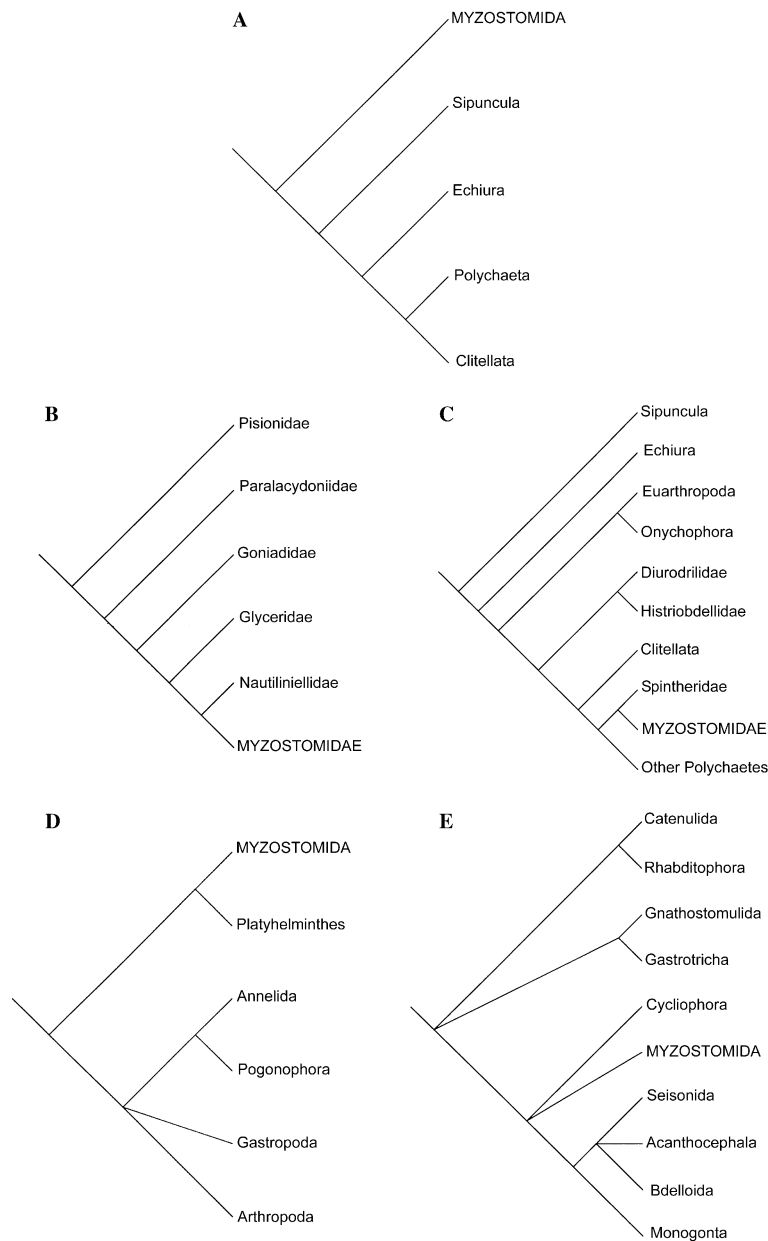 A
MYZOSTOMIDA
Sipuncula
Echiura
Polychaeta
Clitellata
B
Pisionidae
Paralacydoniidae
Goniadidae
Glyceridae
Nautiliniellidae
MYZOSTOMIDAE
C
Sipuncula
Echiura
Euarthropoda
Onychophora
Diurodrilidae
Histriobdellidae
Clitellata
Spintheridae
MYZOSTOMIDAE
Other Polychaetes
D
MYZOSTOMIDA
Platyhelminthes
Annelida
Pogonophora
Gastropoda
Arthropoda
E
Catenulida
Rhabditophora
Gnathostomulida
Gastrotricha
Cycliophora
MYZOSTOMIDA
Seisonida
Acanthocephala
Bdelloida
Monogonta